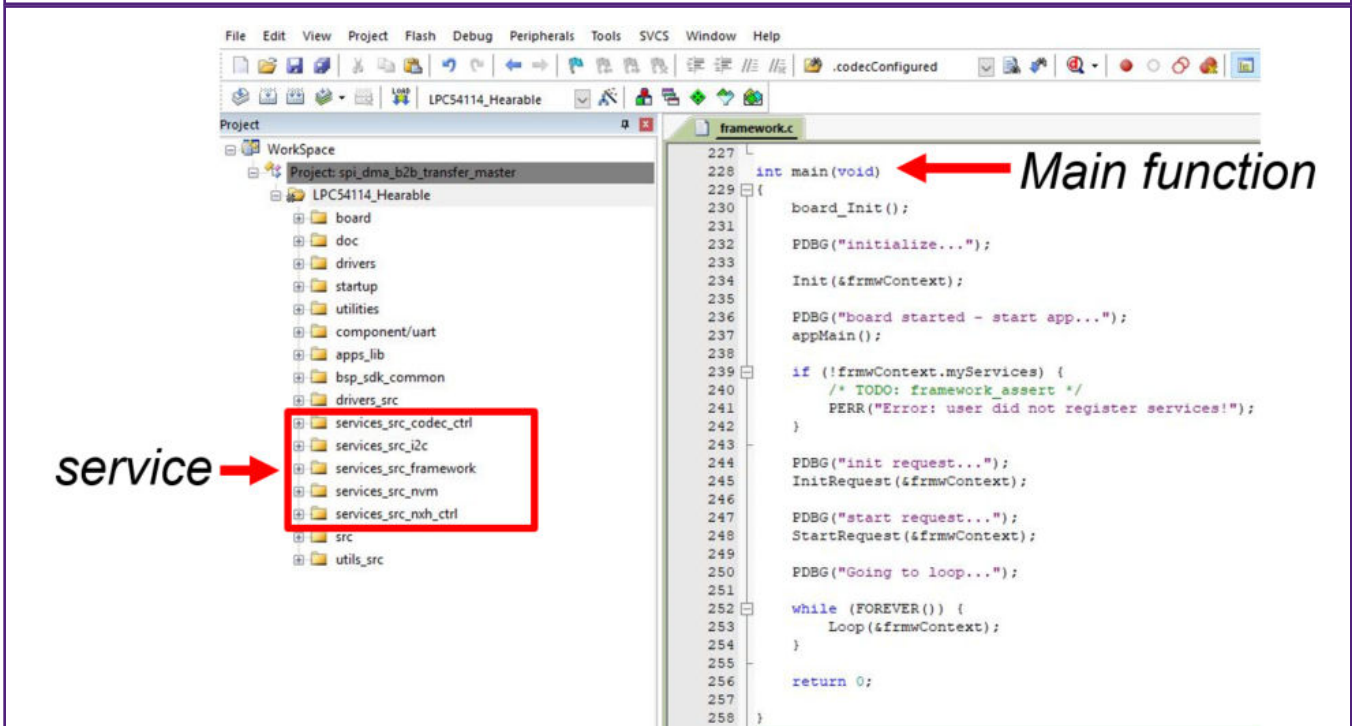 File Edit View Project Flash Debug Peripherals Tools SVCS Window Help
.codecConfigured
LOAD
LPC54114_Hearable
Project
framework.c
WorkSpace
Project: spi_dma_b2b_transfer_master
LPC54114_Hearable
board
doc
drivers
startup
utilities
component/uart
apps_lib
bsp_sdk_common
drivers_src
services_src_codec_ctrl
services_src_i2c
services_src_framework
services_src_nvm
services_src_nxh_ctrl
src
utils_src
service
Main function
227
228 int main(void)
229 {
230 board_Init();
231
232 PDBG("initialize...");
233
234 Init(&frmwContext);
235
236 PDBG("board started - start app...");
237 appMain();
238
239 if (!frmwContext.myServices) {
240 /* TODO: framework_assert */
241 PERR("Error: user did not register services!");
242 }
243
244 PDBG("init request...");
245 InitRequest(&frmwContext);
246
247 PDBG("start request...");
248 StartRequest(&frmwContext);
249
250 PDBG("Going to loop...");
251
252 while (FOREVER()) {
253 Loop(&frmwContext);
254 }
255
256 return 0;
257
258 }